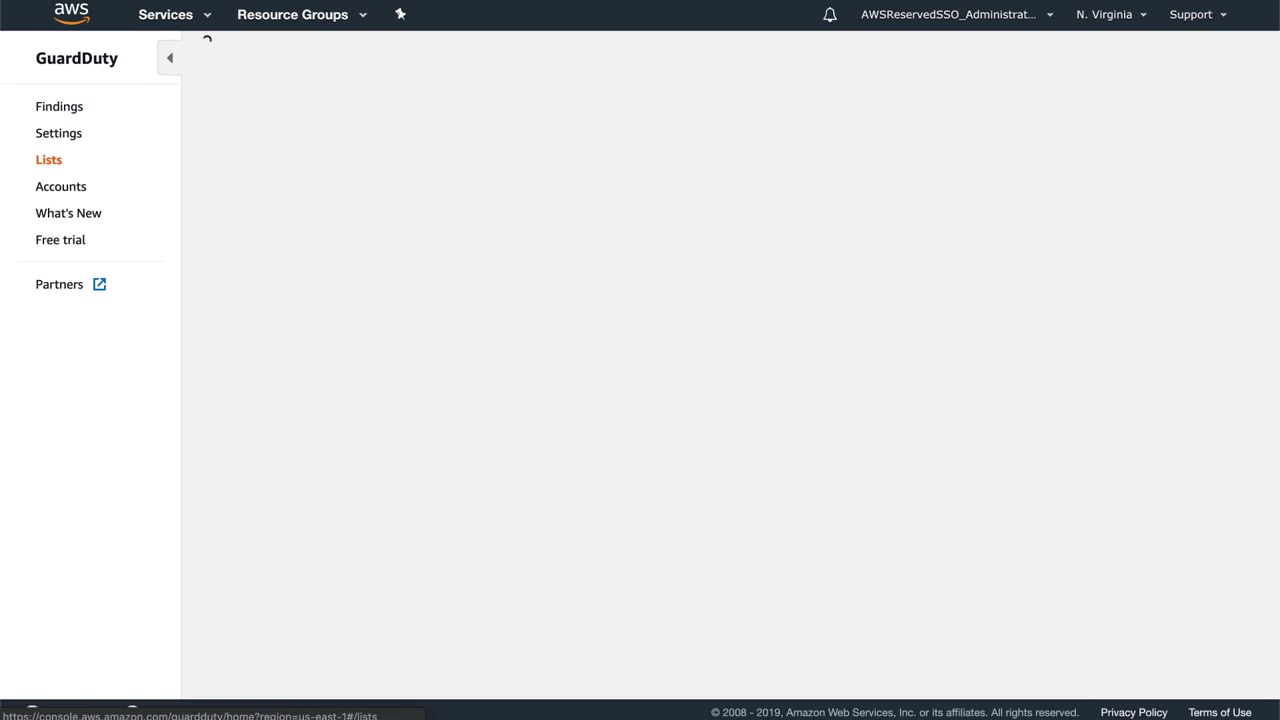 aws
Services
Resource Groups
AWSReservedSSO_Administrat...
N. Virginia
Support
GuardDuty
Findings
Settings
Lists
Accounts
What's New
Free trial
Partners
https://console.aws.amazon.com/guardduty/home?region=us-east-1#/lists
© 2008 - 2019, Amazon Web Services, Inc. or its affiliates. All rights reserved.
Privacy Policy
Terms of Use